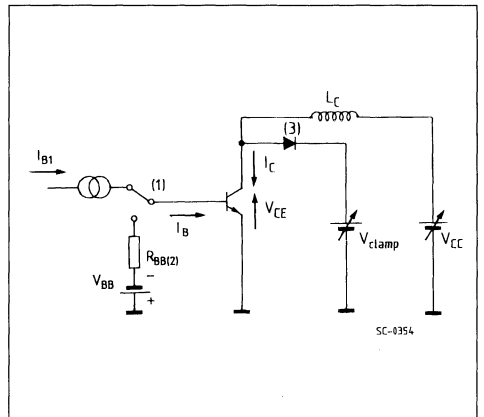 L_C
(3)
I_B1
(1)
I_C
V_CE
I_B
V_clamp
V_CC
R_BB(2)
V_BB
−
+
SC-0354